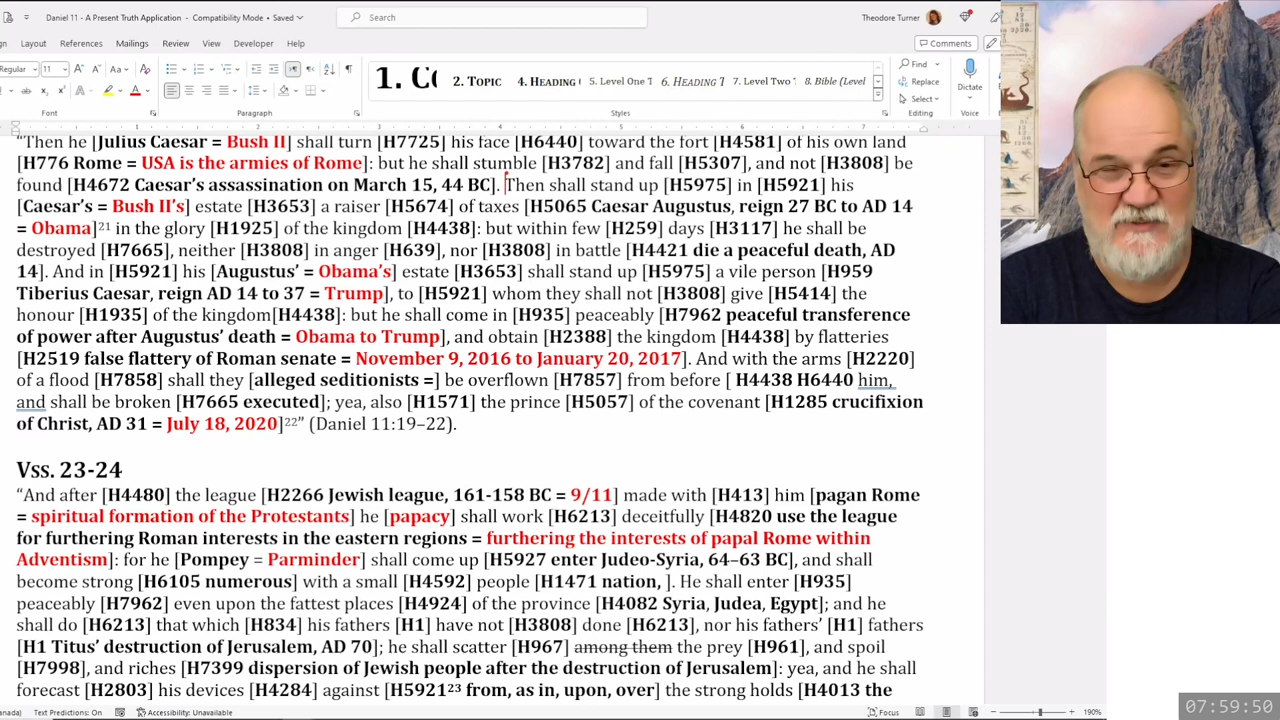 Daniel 11 - A Present Truth Application - Compatibility Mode • Saved
Search
Theodore Turner
Layout References Mailings Review View Developer Help
Comments
Regular 11 Aa
1. Co 2. Topic 4. Heading 5. Level One T 6. Heading 7. Level Two T 8. Bible (Level
Find
Replace
Select
Dictate
Paragraph Styles Editing Voice
“Then he [Julius Caesar = Bush II] shall turn [H7725] his face [H6440] toward the fort [H4581] of his own land
[H776 Rome = USA is the armies of Rome]: but he shall stumble [H3782] and fall [H5307], and not [H3808] be
found [H4672 Caesar’s assassination on March 15, 44 BC]. Then shall stand up [H5975] in [H5921] his
[Caesar’s = Bush II’s] estate [H3653] a raiser [H5674] of taxes [H5065 Caesar Augustus, reign 27 BC to AD 14
= Obama]21 in the glory [H1925] of the kingdom [H4438]: but within few [H259] days [H3117] he shall be
destroyed [H7665], neither [H3808] in anger [H639], nor [H3808] in battle [H4421 die a peaceful death, AD
14]. And in [H5921] his [Augustus’ = Obama’s] estate [H3653] shall stand up [H5975] a vile person [H959
Tiberius Caesar, reign AD 14 to 37 = Trump], to [H5921] whom they shall not [H3808] give [H5414] the
honour [H1935] of the kingdom[H4438]: but he shall come in [H935] peaceably [H7962 peaceful transference
of power after Augustus’ death = Obama to Trump], and obtain [H2388] the kingdom [H4438] by flatteries
[H2519 false flattery of Roman senate = November 9, 2016 to January 20, 2017]. And with the arms [H2220]
of a flood [H7858] shall they [alleged seditionists =] be overflown [H7857] from before [ H4438 H6440 him,
and shall be broken [H7665 executed]; yea, also [H1571] the prince [H5057] of the covenant [H1285 crucifixion
of Christ, AD 31 = July 18, 2020]22” (Daniel 11:19–22).
Vss. 23-24
“And after [H4480] the league [H2266 Jewish league, 161-158 BC = 9/11] made with [H413] him [pagan Rome
= spiritual formation of the Protestants] he [papacy] shall work [H6213] deceitfully [H4820 use the league
for furthering Roman interests in the eastern regions = furthering the interests of papal Rome within
Adventism]: for he [Pompey = Parminder] shall come up [H5927 enter Judeo-Syria, 64–63 BC], and shall
become strong [H6105 numerous] with a small [H4592] people [H1471 nation, ]. He shall enter [H935]
peaceably [H7962] even upon the fattest places [H4924] of the province [H4082 Syria, Judea, Egypt]; and he
shall do [H6213] that which [H834] his fathers [H1] have not [H3808] done [H6213], nor his fathers’ [H1] fathers
[H1 Titus’ destruction of Jerusalem, AD 70]; he shall scatter [H967] among them the prey [H961], and spoil
[H7998], and riches [H7399 dispersion of Jewish people after the destruction of Jerusalem]: yea, and he shall
forecast [H2803] his devices [H4284] against [H592123 from, as in, upon, over] the strong holds [H4013 the
Text Predictions: On Accessibility: Unavailable Focus 190%
07:59:50